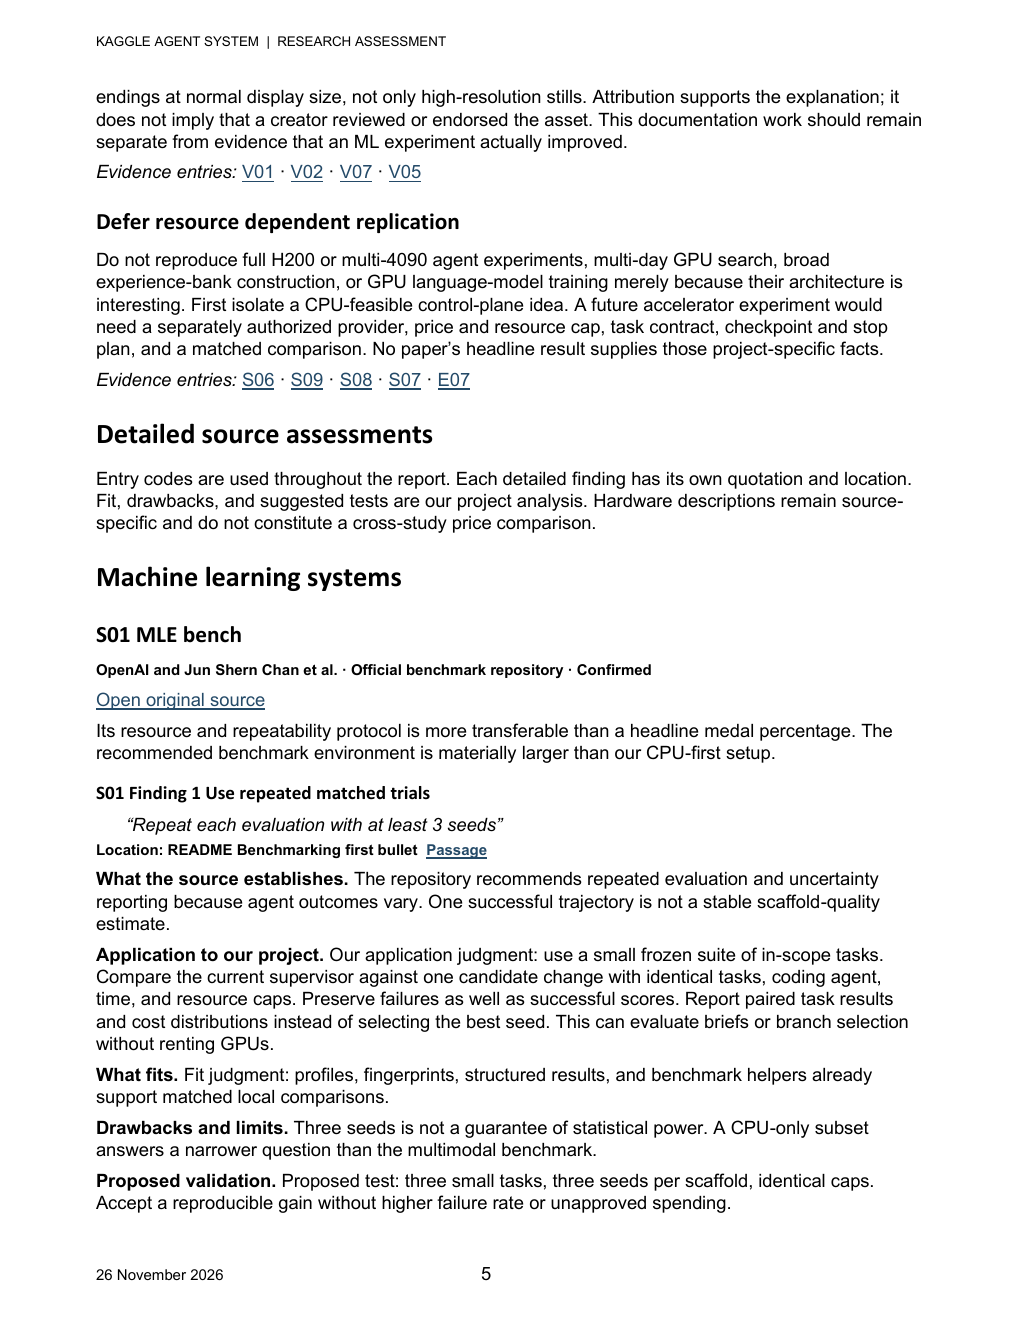 KAGGLE AGENT SYSTEM | RESEARCH ASSESSMENT
endings at normal display size, not only high-resolution stills. Attribution supports the explanation; it
does not imply that a creator reviewed or endorsed the asset. This documentation work should remain
separate from evidence that an ML experiment actually improved.
Evidence entries: V01 · V02 · V07 · V05
Defer resource dependent replication
Do not reproduce full H200 or multi-4090 agent experiments, multi-day GPU search, broad
experience-bank construction, or GPU language-model training merely because their architecture is
interesting. First isolate a CPU-feasible control-plane idea. A future accelerator experiment would
need a separately authorized provider, price and resource cap, task contract, checkpoint and stop
plan, and a matched comparison. No paper’s headline result supplies those project-specific facts.
Evidence entries: S06 · S09 · S08 · S07 · E07
Detailed source assessments
Entry codes are used throughout the report. Each detailed finding has its own quotation and location.
Fit, drawbacks, and suggested tests are our project analysis. Hardware descriptions remain source-
specific and do not constitute a cross-study price comparison.
Machine learning systems
S01 MLE bench
OpenAI and Jun Shern Chan et al. · Official benchmark repository · Confirmed
Open original source
Its resource and repeatability protocol is more transferable than a headline medal percentage. The
recommended benchmark environment is materially larger than our CPU-first setup.
S01 Finding 1 Use repeated matched trials
“Repeat each evaluation with at least 3 seeds”
Location: README Benchmarking first bullet Passage
What the source establishes. The repository recommends repeated evaluation and uncertainty
reporting because agent outcomes vary. One successful trajectory is not a stable scaffold-quality
estimate.
Application to our project. Our application judgment: use a small frozen suite of in-scope tasks.
Compare the current supervisor against one candidate change with identical tasks, coding agent,
time, and resource caps. Preserve failures as well as successful scores. Report paired task results
and cost distributions instead of selecting the best seed. This can evaluate briefs or branch selection
without renting GPUs.
What fits. Fit judgment: profiles, fingerprints, structured results, and benchmark helpers already
support matched local comparisons.
Drawbacks and limits. Three seeds is not a guarantee of statistical power. A CPU-only subset
answers a narrower question than the multimodal benchmark.
Proposed validation. Proposed test: three small tasks, three seeds per scaffold, identical caps.
Accept a reproducible gain without higher failure rate or unapproved spending.
26 November 2026
5